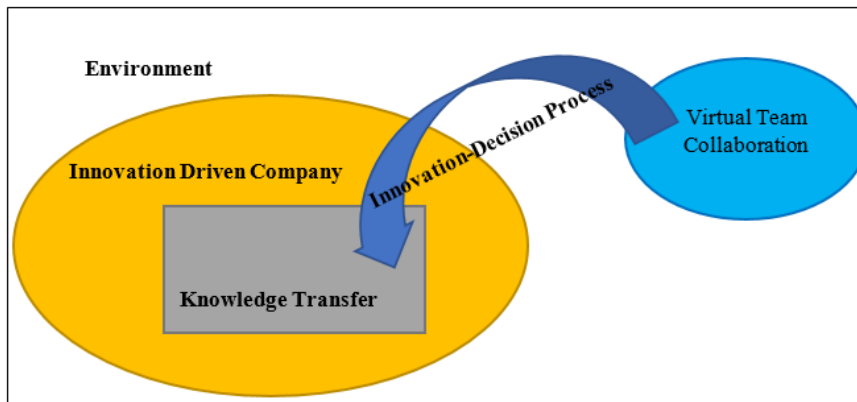 Environment
Innovation Driven Company
Innovation-Decision Process
Virtual Team
Collaboration
Knowledge Transfer